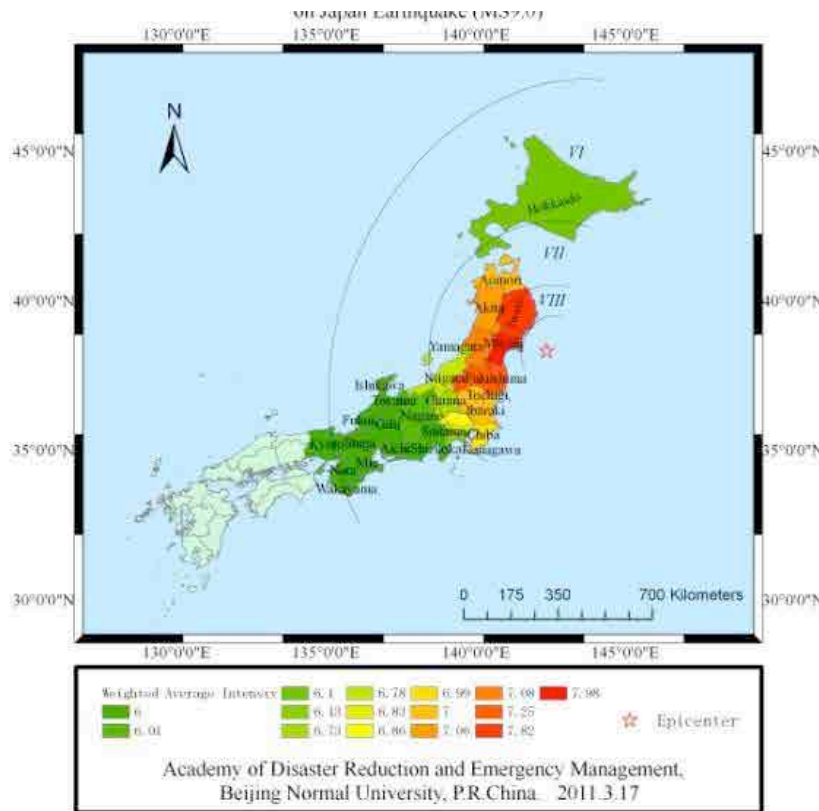 on Japan Earthquake (MS9.0)
130°0'0"E 135°0'0"E 140°0'0"E 145°0'0"E
N
45°0'0"N 45°0'0"N
VI
Hokkaido
VII
Aomori
40°0'0"N 40°0'0"N
Akita VIII
Yamagata
Ishikawa
Tochigi
Ibaraki
Nagano
35°0'0"N 35°0'0"N
Chiba
Kyoto
Aichi
Kanagawa
Mie
Nara
Wakayama
0 175 350 700 Kilometers
30°0'0"N 30°0'0"N
130°0'0"E 135°0'0"E 140°0'0"E 145°0'0"E
Weighted Average Intensity 6.1 6.78 6.99 7.08 7.98
6 6.13 6.83 7 7.25
6.01 6.73 6.86 7.06 7.82
Epicenter
Academy of Disaster Reduction and Emergency Management,
Beijing Normal University, P.R.China 2011.3.17